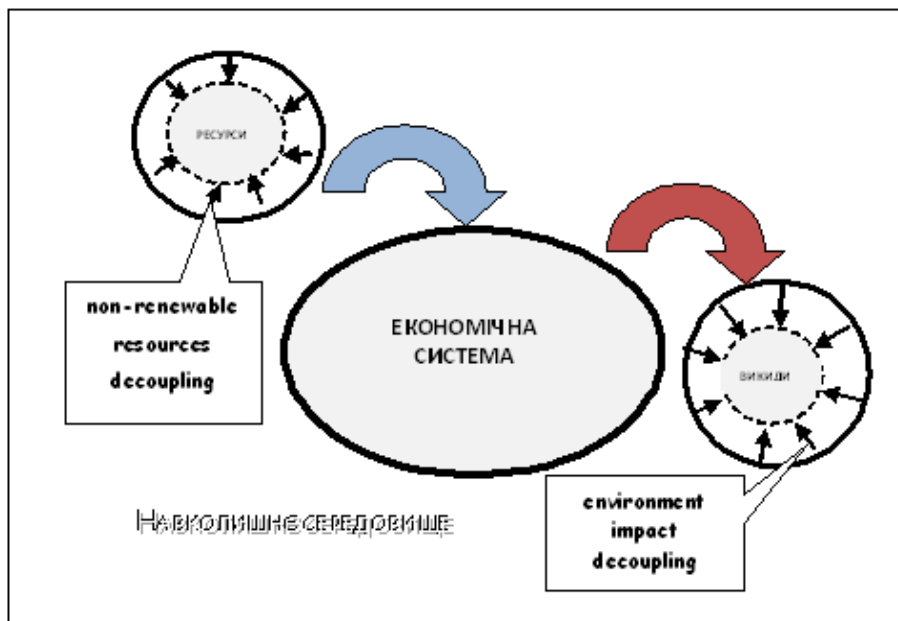 РЕСУРСИ
non-renewable
resources
decoupling
ЕКОНОМІЧНА
СИСТЕМА
ВИКИДИ
environment
impact
decoupling
НАВКОЛИШНЄ СЕРЕДОВИЩЕ